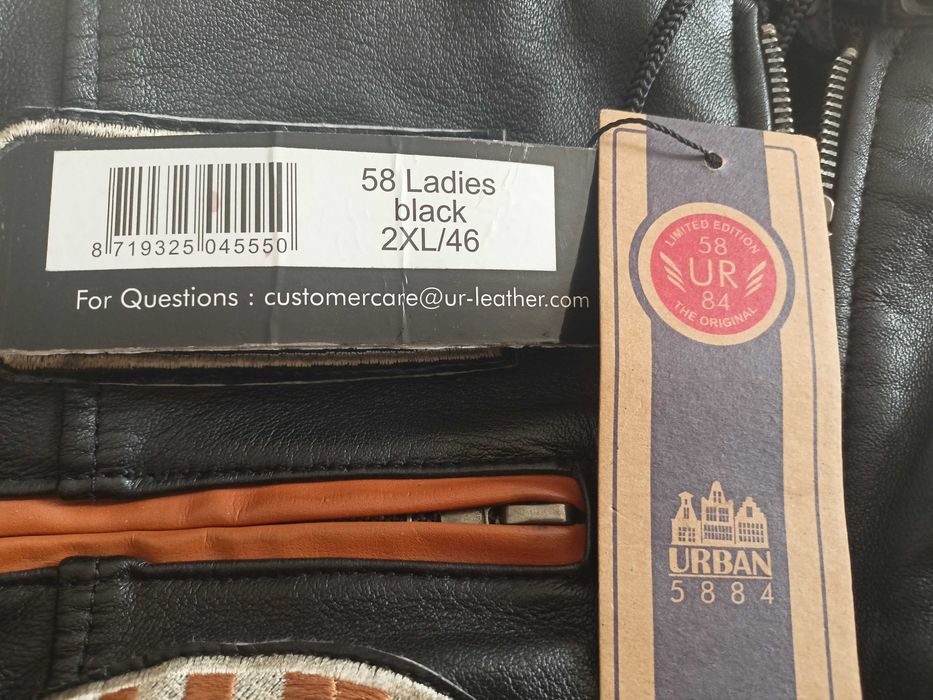 58 Ladies
black
2XL/46
8 719325 045550
For Questions : customercare@ur-leather.com
LIMITED EDITION
58
UR
84
THE ORIGINAL
URBAN
5884